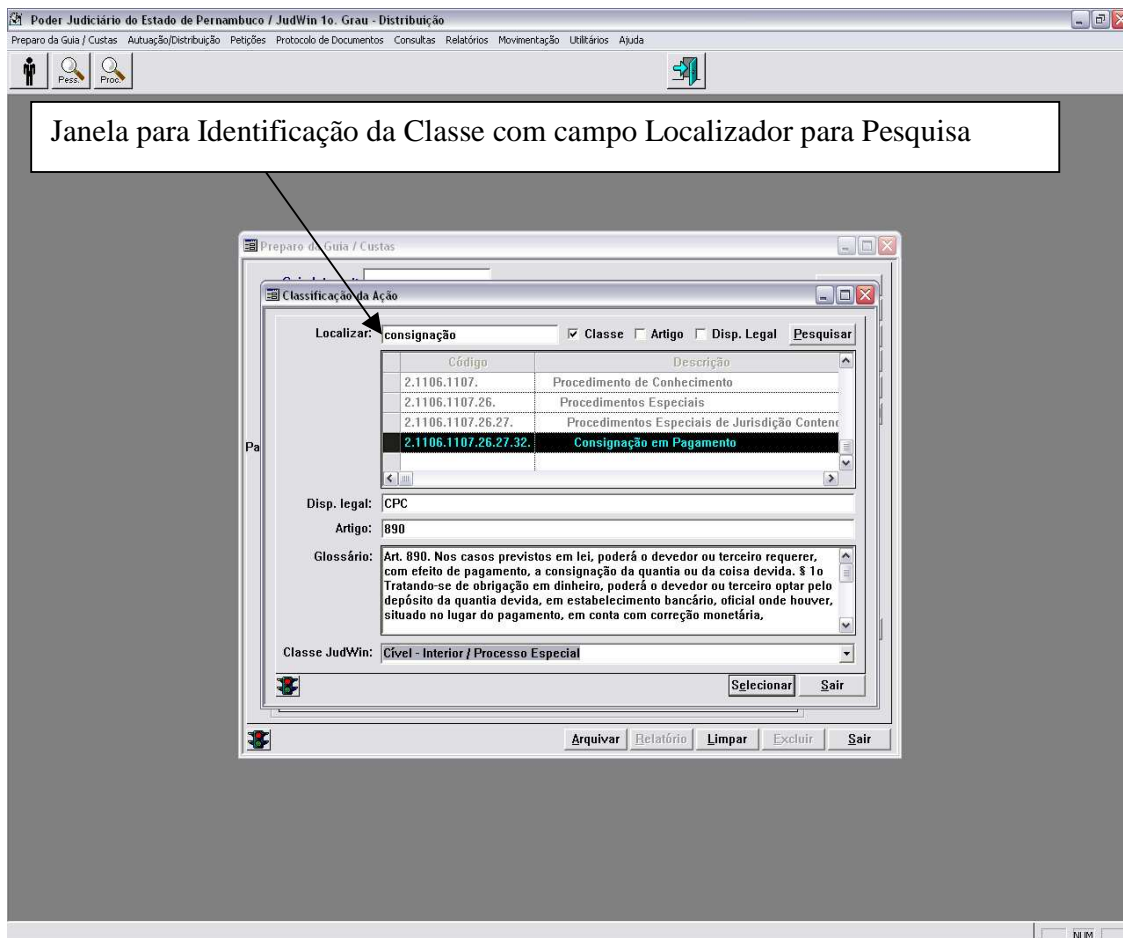 Poder Judiciário do Estado de Pernambuco / JudWin 1o. Grau - Distribuição
Preparo da Guia / Custas Autuação/Distribuição Petições Protocolo de Documentos Consultas Relatórios Movimentação Utilitários Ajuda
Pess. Proc.
Janela para Identificação da Classe com campo Localizador para Pesquisa
Preparo da Guia / Custas
Classificação da Ação
Localizar: consignação Classe Artigo Disp. Legal Pesquisar
Código Descrição
2.1106.1107. Procedimento de Conhecimento
2.1106.1107.26. Procedimentos Especiais
2.1106.1107.26.27. Procedimentos Especiais de Jurisdição Contenc
Pa
2.1106.1107.26.27.32. Consignação em Pagamento
Disp. legal: CPC
Artigo: 890
Glossário: Art. 890. Nos casos previstos em lei, poderá o devedor ou terceiro requerer,
com efeito de pagamento, a consignação da quantia ou da coisa devida. § 1o
Tratando-se de obrigação em dinheiro, poderá o devedor ou terceiro optar pelo
depósito da quantia devida, em estabelecimento bancário, oficial onde houver,
situado no lugar do pagamento, em conta com correção monetária,
Classe JudWin: Cível - Interior / Processo Especial
Selecionar Sair
Arquivar Relatório Limpar Excluir Sair
NUM